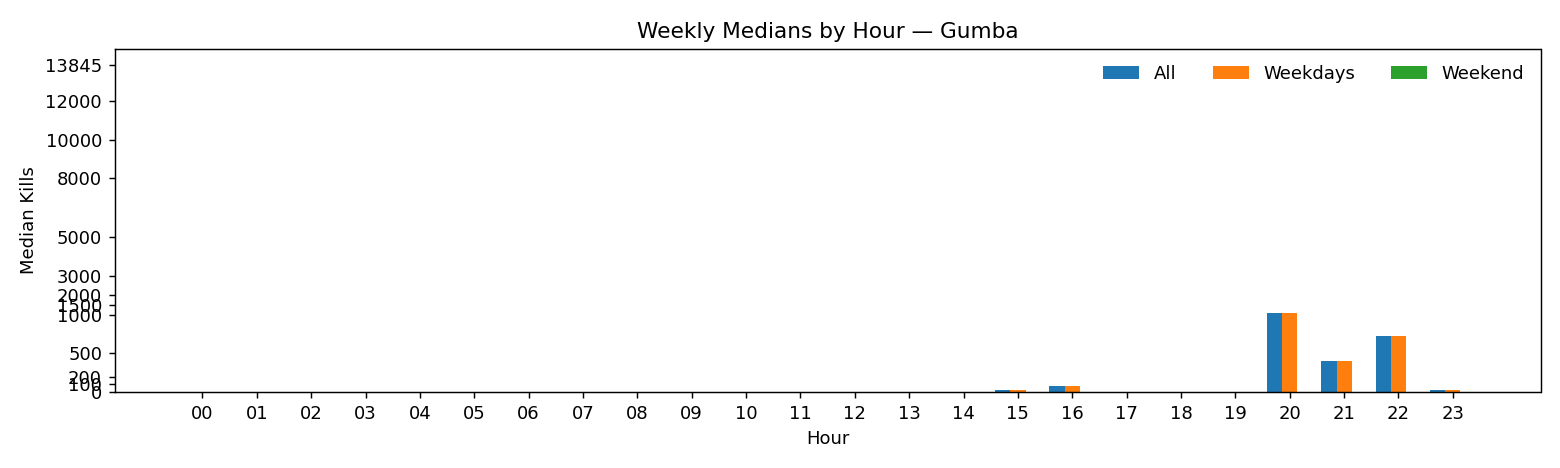 Weekly Medians by Hour — Gumba
All Weekdays Weekend
Median Kills
13845
12000
10000
8000
5000
3000
2000
1500
1000
500
200
100
0
00 01 02 03 04 05 06 07 08 09 10 11 12 13 14 15 16 17 18 19 20 21 22 23
Hour